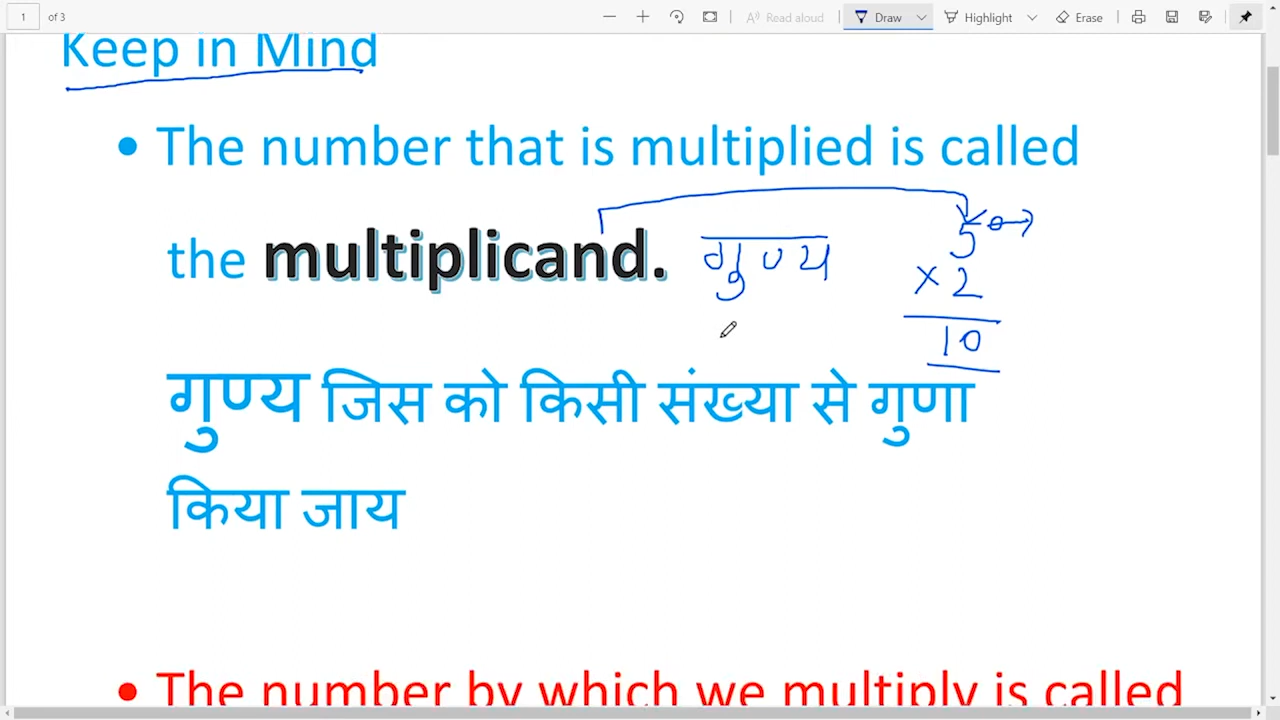 1 of 3 Read aloud Draw Highlight Erase
Keep in Mind
• The number that is multiplied is called
the multiplicand. गुण्य
5
× 2
10
गुण्य जिस को किसी संख्या से गुणा
किया जाय
• The number by which we multiply is called